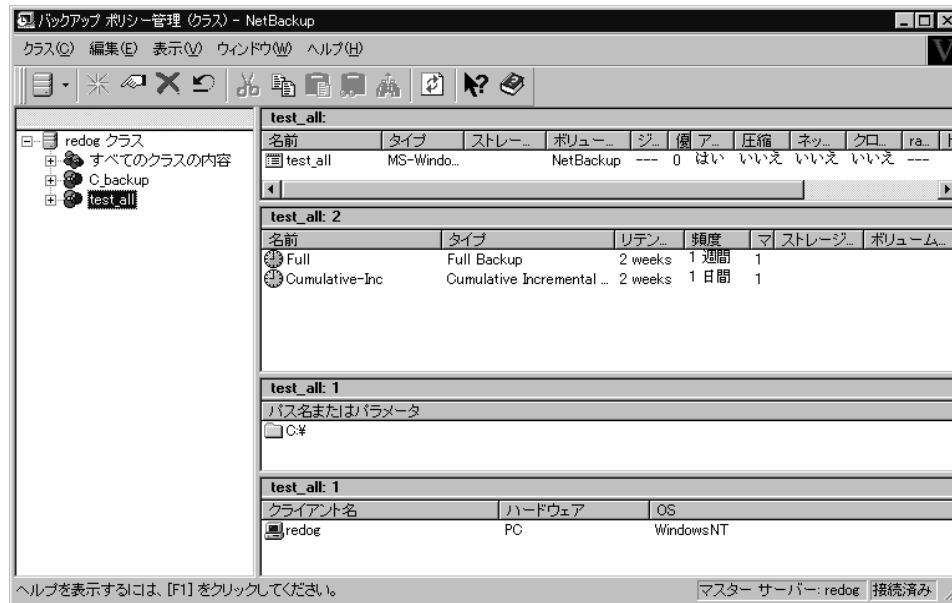 バックアップ ポリシー管理 (クラス) - NetBackup
クラス(C) 編集(E) 表示(V) ウィンドウ(W) ヘルプ(H)
redog クラス
すべてのクラスの内容
C_backup
test_all
test_all:
名前 タイプ ストレー... ボリュー... ジ... 優 ア... 圧縮 ネッ... クロ... ra...
test_all MS-Windo... NetBackup --- 0 はい いいえ いいえ いいえ ---
test_all: 2
名前 タイプ リテン... 頻度 マ ストレージ... ボリューム...
Full Full Backup 2 weeks 1 週間 1
Cumulative-Inc Cumulative Incremental ... 2 weeks 1 日間 1
test_all: 1
パス名またはパラメータ
C:¥
test_all: 1
クライアント名 ハードウェア OS
redog PC WindowsNT
ヘルプを表示するには、[F1] をクリックしてください。 マスター サーバー: redog 接続済み